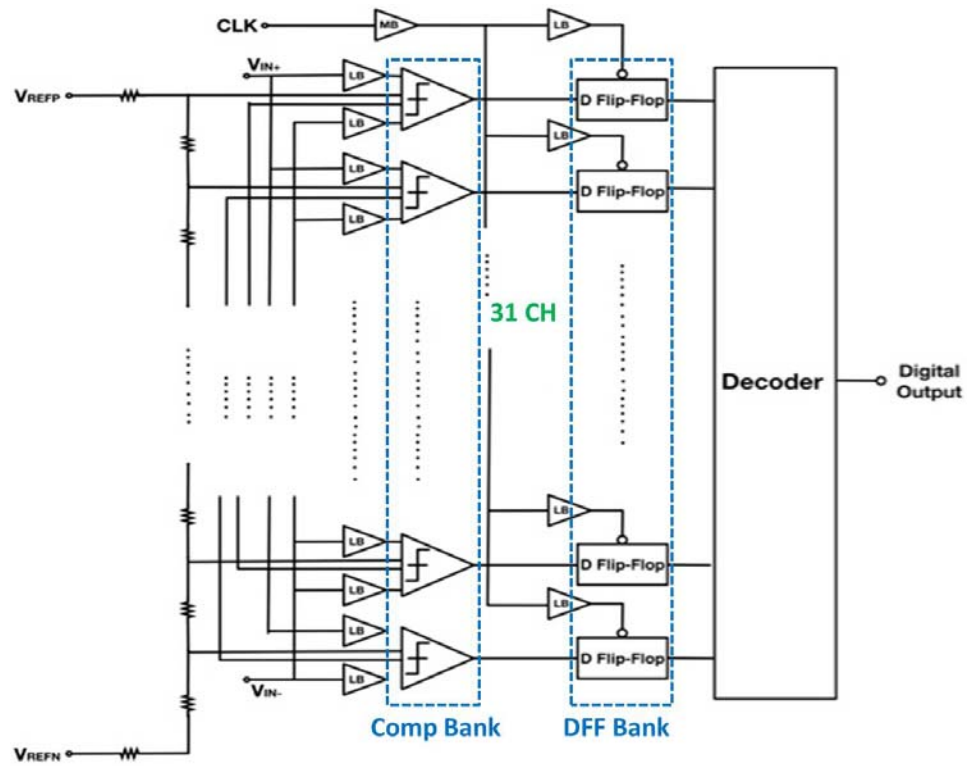 CLK
MB
LB
VIN+
LB
VREFP
D Flip-Flop
LB
LB
LB
D Flip-Flop
LB
31 CH
Decoder
Digital
Output
LB
LB
D Flip-Flop
LB
LB
LB
D Flip-Flop
VIN-
LB
Comp Bank
DFF Bank
VREFN